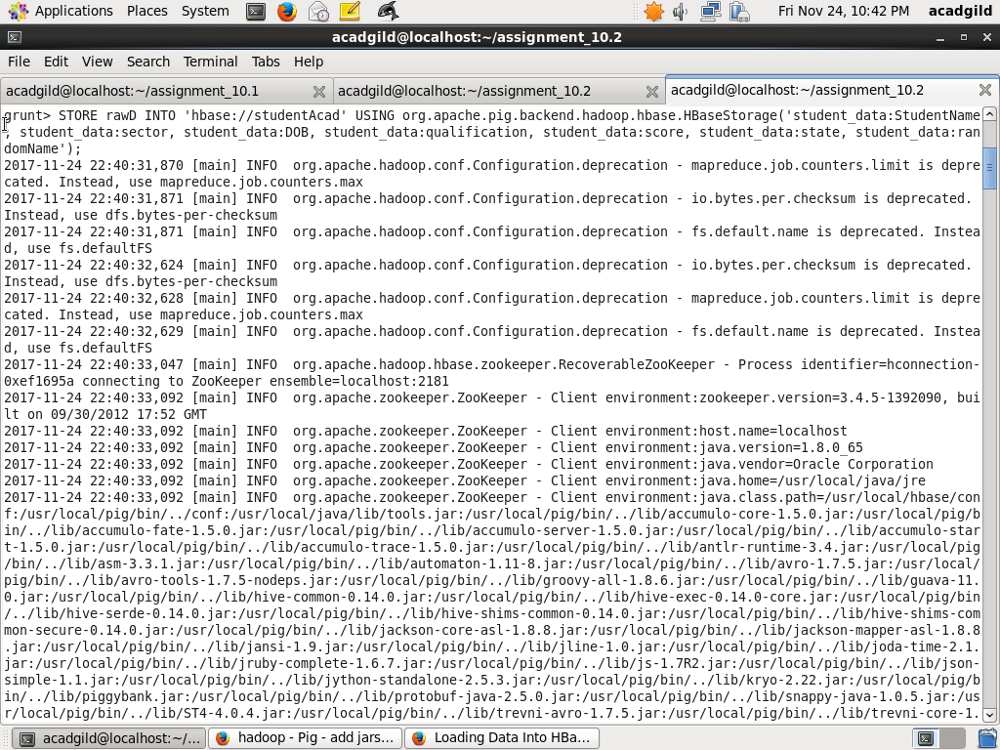 Applications Places System Fri Nov 24, 10:42 PM acadgild
acadgild@localhost:~/assignment_10.2
File Edit View Search Terminal Tabs Help
acadgild@localhost:~/assignment_10.1 acadgild@localhost:~/assignment_10.2 acadgild@localhost:~/assignment_10.2
grunt> STORE rawD INTO 'hbase://studentAcad' USING org.apache.pig.backend.hadoop.hbase.HBaseStorage('student_data:StudentName
, student_data:sector, student_data:DOB, student_data:qualification, student_data:score, student_data:state, student_data:ran
domName');
2017-11-24 22:40:31,870 [main] INFO  org.apache.hadoop.conf.Configuration.deprecation - mapreduce.job.counters.limit is depre
cated. Instead, use mapreduce.job.counters.max
2017-11-24 22:40:31,871 [main] INFO  org.apache.hadoop.conf.Configuration.deprecation - io.bytes.per.checksum is deprecated.
Instead, use dfs.bytes-per-checksum
2017-11-24 22:40:31,871 [main] INFO  org.apache.hadoop.conf.Configuration.deprecation - fs.default.name is deprecated. Instea
d, use fs.defaultFS
2017-11-24 22:40:32,624 [main] INFO  org.apache.hadoop.conf.Configuration.deprecation - io.bytes.per.checksum is deprecated.
Instead, use dfs.bytes-per-checksum
2017-11-24 22:40:32,628 [main] INFO  org.apache.hadoop.conf.Configuration.deprecation - mapreduce.job.counters.limit is depre
cated. Instead, use mapreduce.job.counters.max
2017-11-24 22:40:32,629 [main] INFO  org.apache.hadoop.conf.Configuration.deprecation - fs.default.name is deprecated. Instea
d, use fs.defaultFS
2017-11-24 22:40:33,047 [main] INFO  org.apache.hadoop.hbase.zookeeper.RecoverableZooKeeper - Process identifier=hconnection-
0xef1695a connecting to ZooKeeper ensemble=localhost:2181
2017-11-24 22:40:33,092 [main] INFO  org.apache.zookeeper.ZooKeeper - Client environment:zookeeper.version=3.4.5-1392090, bui
lt on 09/30/2012 17:52 GMT
2017-11-24 22:40:33,092 [main] INFO  org.apache.zookeeper.ZooKeeper - Client environment:host.name=localhost
2017-11-24 22:40:33,092 [main] INFO  org.apache.zookeeper.ZooKeeper - Client environment:java.version=1.8.0_65
2017-11-24 22:40:33,092 [main] INFO  org.apache.zookeeper.ZooKeeper - Client environment:java.vendor=Oracle Corporation
2017-11-24 22:40:33,092 [main] INFO  org.apache.zookeeper.ZooKeeper - Client environment:java.home=/usr/local/java/jre
2017-11-24 22:40:33,092 [main] INFO  org.apache.zookeeper.ZooKeeper - Client environment:java.class.path=/usr/local/hbase/con
f:/usr/local/pig/bin/../conf:/usr/local/java/lib/tools.jar:/usr/local/pig/bin/../lib/accumulo-core-1.5.0.jar:/usr/local/pig/b
in/../lib/accumulo-fate-1.5.0.jar:/usr/local/pig/bin/../lib/accumulo-server-1.5.0.jar:/usr/local/pig/bin/../lib/accumulo-star
t-1.5.0.jar:/usr/local/pig/bin/../lib/accumulo-trace-1.5.0.jar:/usr/local/pig/bin/../lib/antlr-runtime-3.4.jar:/usr/local/pig
/bin/../lib/asm-3.3.1.jar:/usr/local/pig/bin/../lib/automaton-1.11-8.jar:/usr/local/pig/bin/../lib/avro-1.7.5.jar:/usr/local/
pig/bin/../lib/avro-tools-1.7.5-nodeps.jar:/usr/local/pig/bin/../lib/groovy-all-1.8.6.jar:/usr/local/pig/bin/../lib/guava-11.
0.jar:/usr/local/pig/bin/../lib/hive-common-0.14.0.jar:/usr/local/pig/bin/../lib/hive-exec-0.14.0-core.jar:/usr/local/pig/bin
/../lib/hive-serde-0.14.0.jar:/usr/local/pig/bin/../lib/hive-shims-common-0.14.0.jar:/usr/local/pig/bin/../lib/hive-shims-com
mon-secure-0.14.0.jar:/usr/local/pig/bin/../lib/jackson-core-asl-1.8.8.jar:/usr/local/pig/bin/../lib/jackson-mapper-asl-1.8.8
.jar:/usr/local/pig/bin/../lib/jansi-1.9.jar:/usr/local/pig/bin/../lib/jline-1.0.jar:/usr/local/pig/bin/../lib/joda-time-2.1.
jar:/usr/local/pig/bin/../lib/jruby-complete-1.6.7.jar:/usr/local/pig/bin/../lib/js-1.7R2.jar:/usr/local/pig/bin/../lib/json-
simple-1.1.jar:/usr/local/pig/bin/../lib/jython-standalone-2.5.3.jar:/usr/local/pig/bin/../lib/kryo-2.22.jar:/usr/local/pig/b
in/../lib/piggybank.jar:/usr/local/pig/bin/../lib/protobuf-java-2.5.0.jar:/usr/local/pig/bin/../lib/snappy-java-1.0.5.jar:/us
r/local/pig/bin/../lib/ST4-4.0.4.jar:/usr/local/pig/bin/../lib/trevni-avro-1.7.5.jar:/usr/local/pig/bin/../lib/trevni-core-1.
acadgild@localhost:~/... hadoop - Pig - add jars... Loading Data Into HBa...